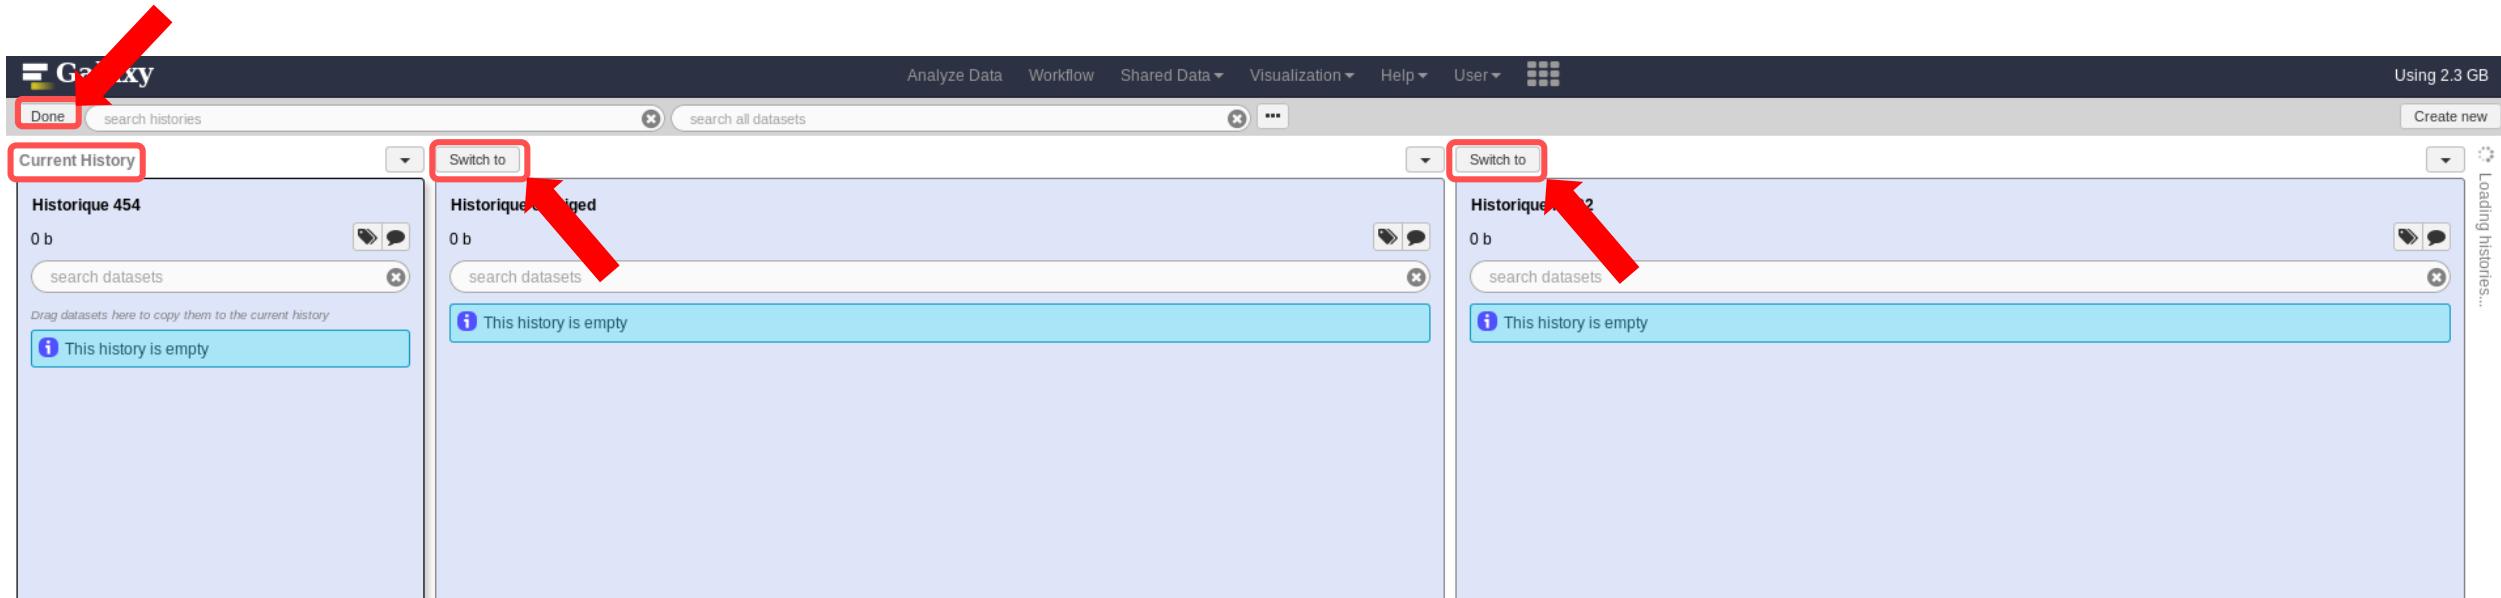 Analyze Data Workflow Shared Data Visualization Help User Using 2.3 GB
Done search histories search all datasets ... Create new
Current History Switch to Switch to
Historique 454
0 b
search datasets
Drag datasets here to copy them to the current history
This history is empty
Historique
0 b
search datasets
This history is empty
Historique
0 b
search datasets
This history is empty
Loading histories...